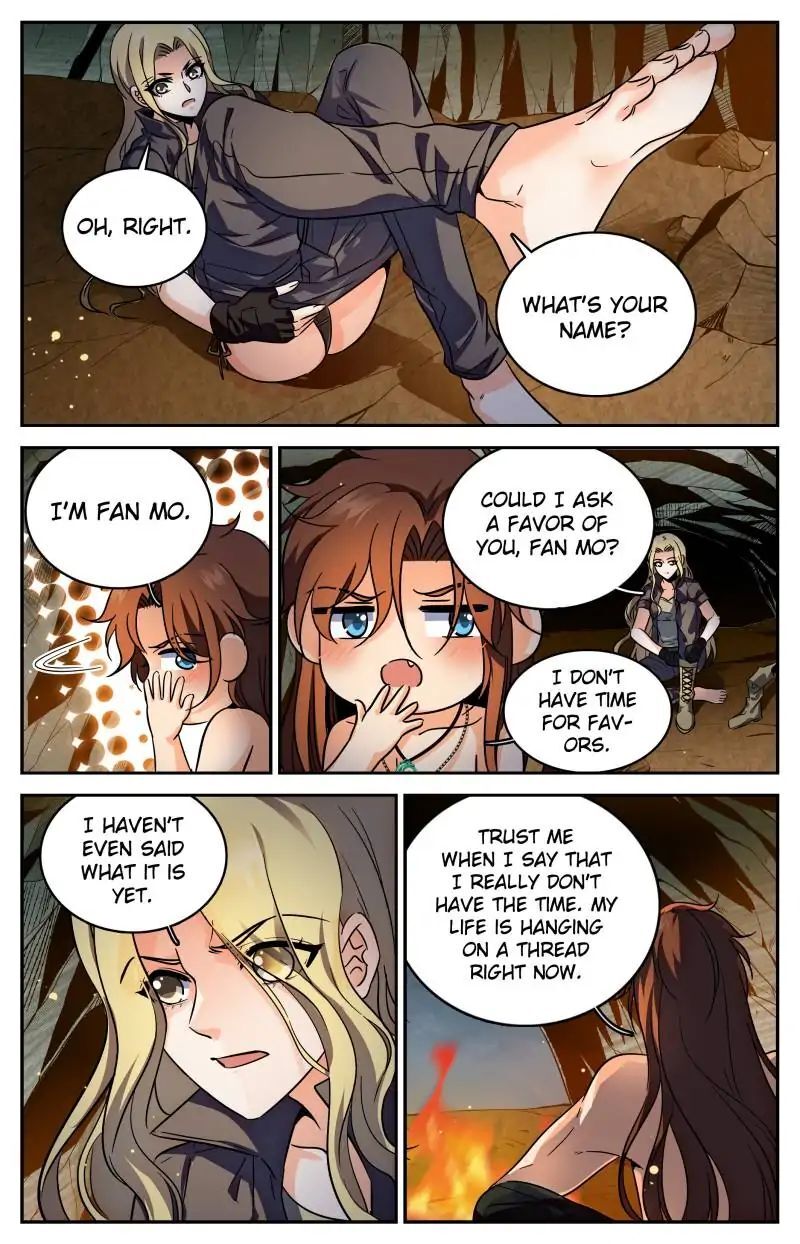 OH, RIGHT.
WHAT'S YOUR
NAME?
I'M FAN MO.
COULD I ASK
A FAVOR OF
YOU, FAN MO?
I DON'T
HAVE TIME
FOR FAV-
ORS.
I HAVEN'T
EVEN SAID
WHAT IT IS
YET.
TRUST ME
WHEN I SAY THAT
I REALLY DON'T
HAVE THE TIME. MY
LIFE IS HANGING
ON A THREAD
RIGHT NOW.